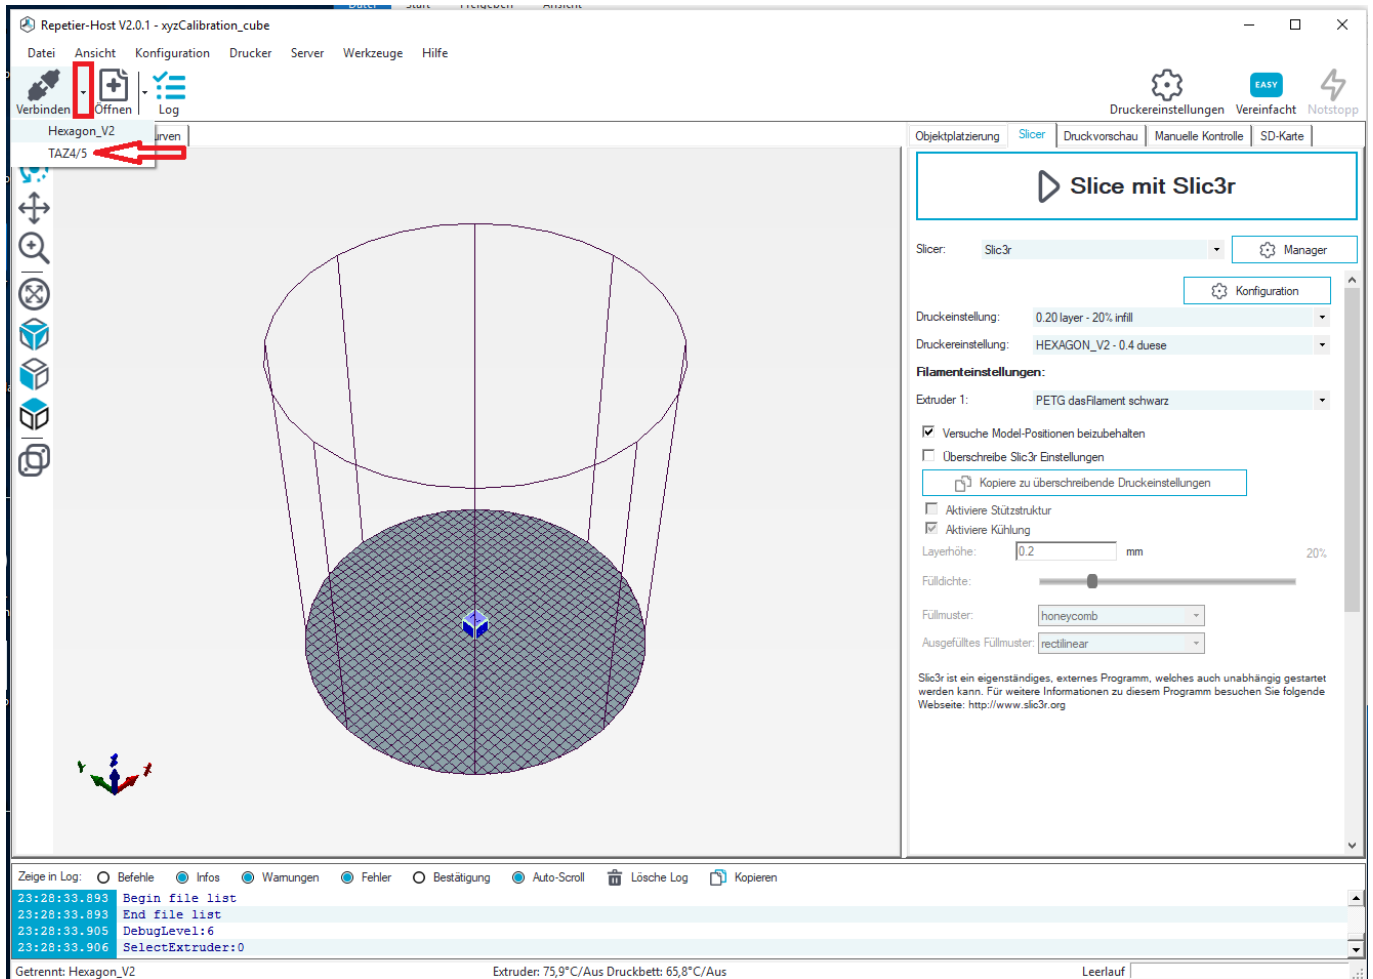 Datei Start Freigeben Ansicht
Repetier-Host V2.0.1 - xyzCalibration_cube
Datei Ansicht Konfiguration Drucker Server Werkzeuge Hilfe
Verbinden Öffnen Log Druckereinstellungen Vereinfacht Notstopp
EASY
Hexagon_V2
TAZ4/5
Objektplatzierung Slicer Druckvorschau Manuelle Kontrolle SD-Karte
Slice mit Slic3r
Slicer: Slic3r Manager
Konfiguration
Druckeinstellung: 0.20 layer - 20% infill
Druckereinstellung: HEXAGON_V2 - 0.4 duese
Filamenteinstellungen:
Extruder 1: PETG dasFilament schwarz
Versuche Model-Positionen beizubehalten
Überschreibe Slic3r Einstellungen
Kopiere zu überschreibende Druckeinstellungen
Aktiviere Stützstruktur
Aktiviere Kühlung
Layerhöhe: 0.2 mm 20%
Fülldichte:
Füllmuster: honeycomb
Ausgefülltes Füllmuster: rectilinear
Slic3r ist ein eigenständiges, externes Programm, welches auch unabhängig gestartet
werden kann. Für weitere Informationen zu diesem Programm besuchen Sie folgende
Webseite: http://www.slic3r.org
Y Z X
Zeige in Log: Befehle Infos Warnungen Fehler Bestätigung Auto-Scroll Lösche Log Kopieren
23:28:33.893 Begin file list
23:28:33.893 End file list
23:28:33.905 DebugLevel:6
23:28:33.906 SelectExtruder:0
Getrennt: Hexagon_V2 Extruder: 75,9°C/Aus Druckbett: 65,8°C/Aus Leerlauf